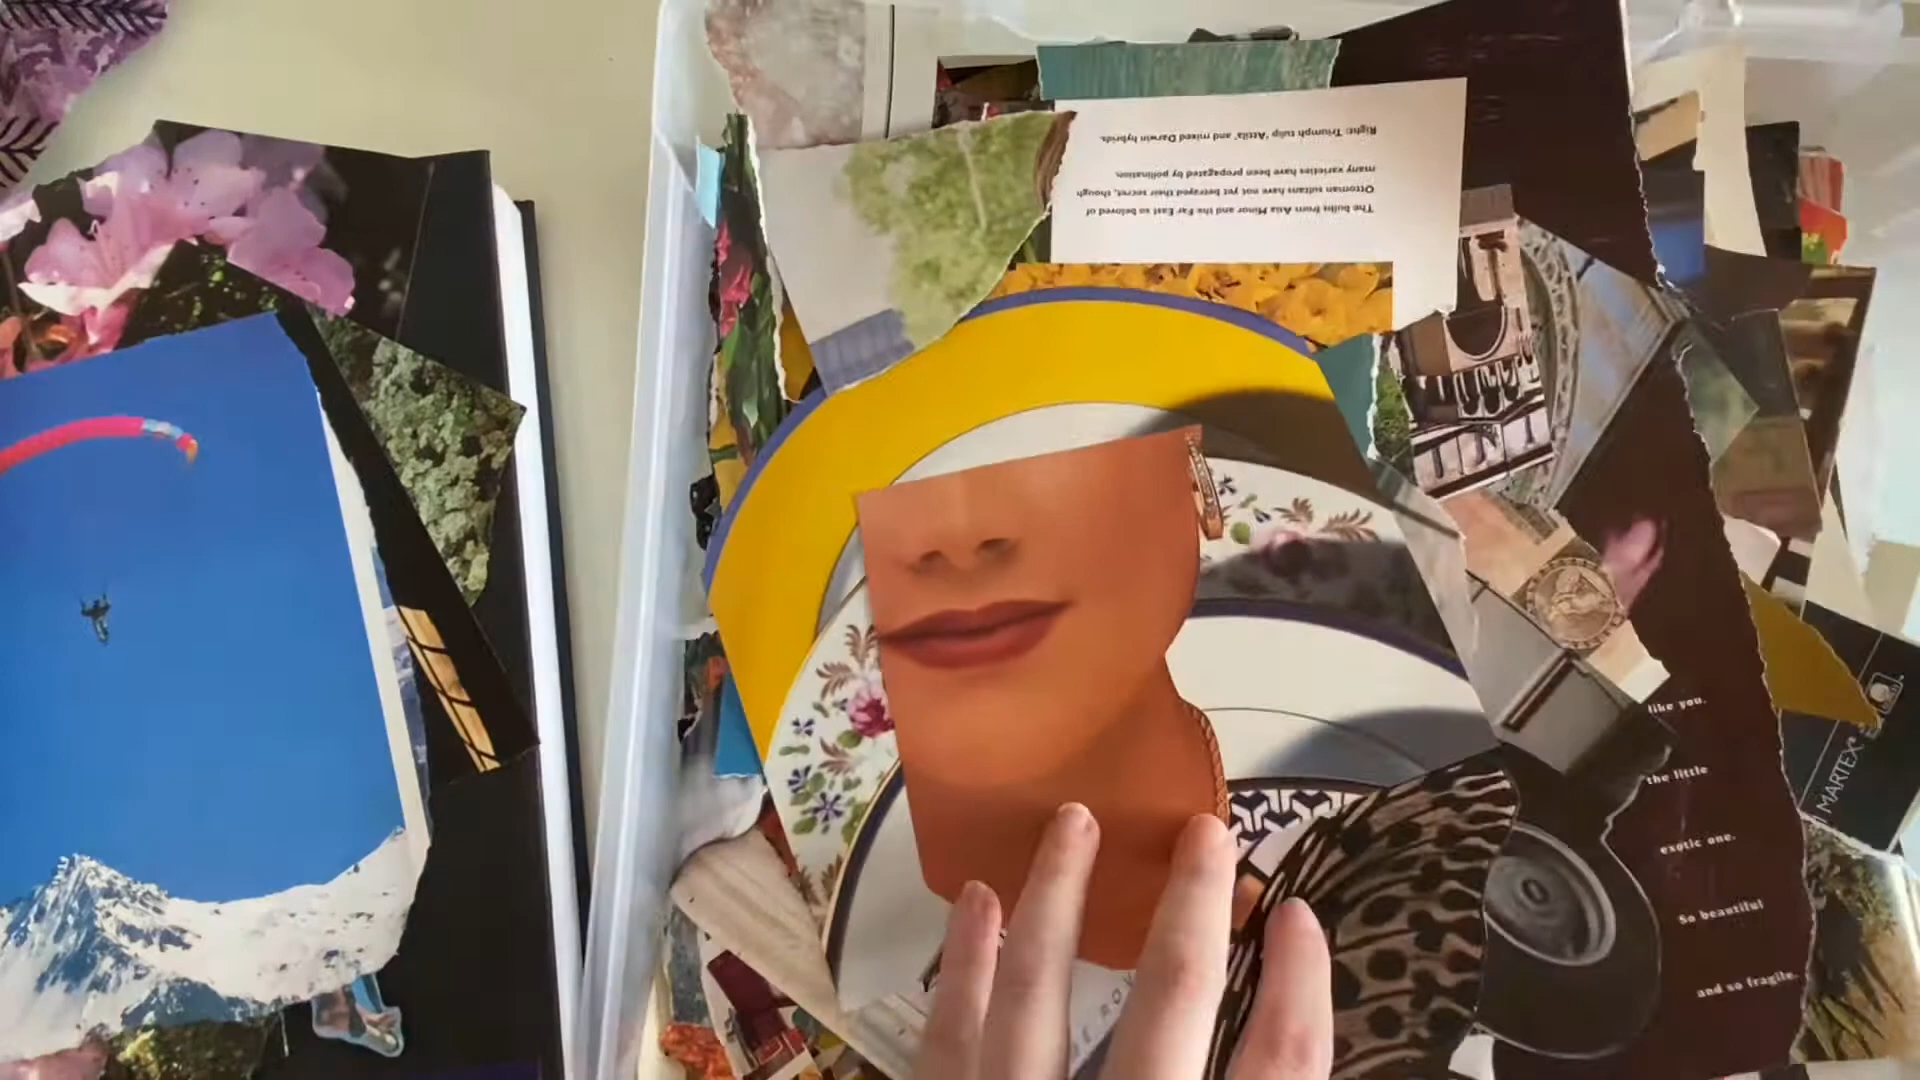 The bulbs from Asia Minor and the Far East so beloved of
Ottoman sultans have not yet betrayed their secret, though
many varieties have been propagated by pollination.
Right: Triumph tulip 'Attila' and mixed Darwin hybrids.
like you.
the little
exotic one.
So beautiful
and so fragile.
MARTEX